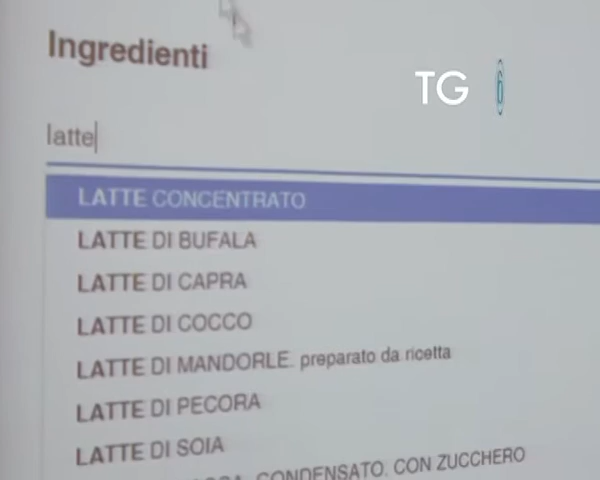 Ingredienti
TG 6
latte
LATTE CONCENTRATO
LATTE DI BUFALA
LATTE DI CAPRA
LATTE DI COCCO
LATTE DI MANDORLE. preparato da ricetta
LATTE DI PECORA
LATTE DI SOIA
CONDENSATO. CON ZUCCHERO